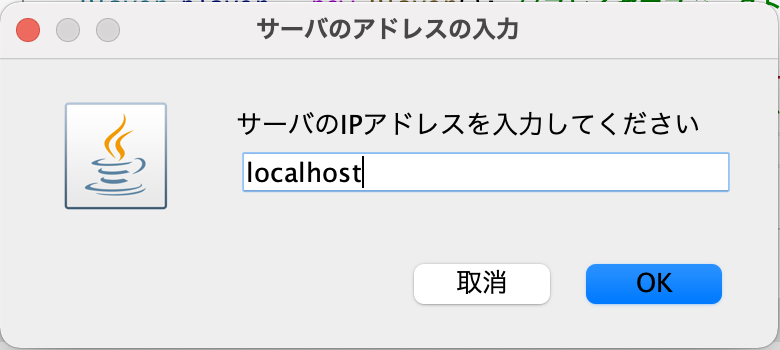 サーバのアドレスの入力
サーバのIPアドレスを入力してください
localhost
取消
OK